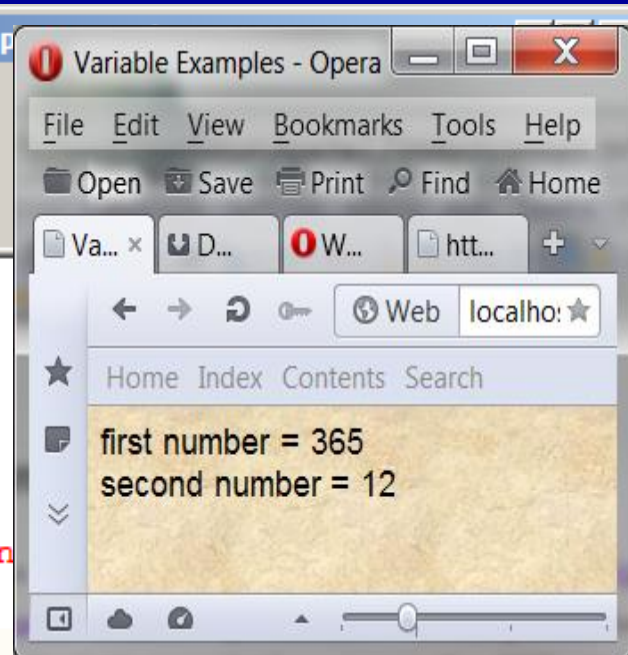 p
Variable Examples - Opera
File Edit View Bookmarks Tools Help
Open Save Print Find Home
Va... D... W... htt...
Web localhos
Home Index Contents Search
first number = 365
second number = 12
n